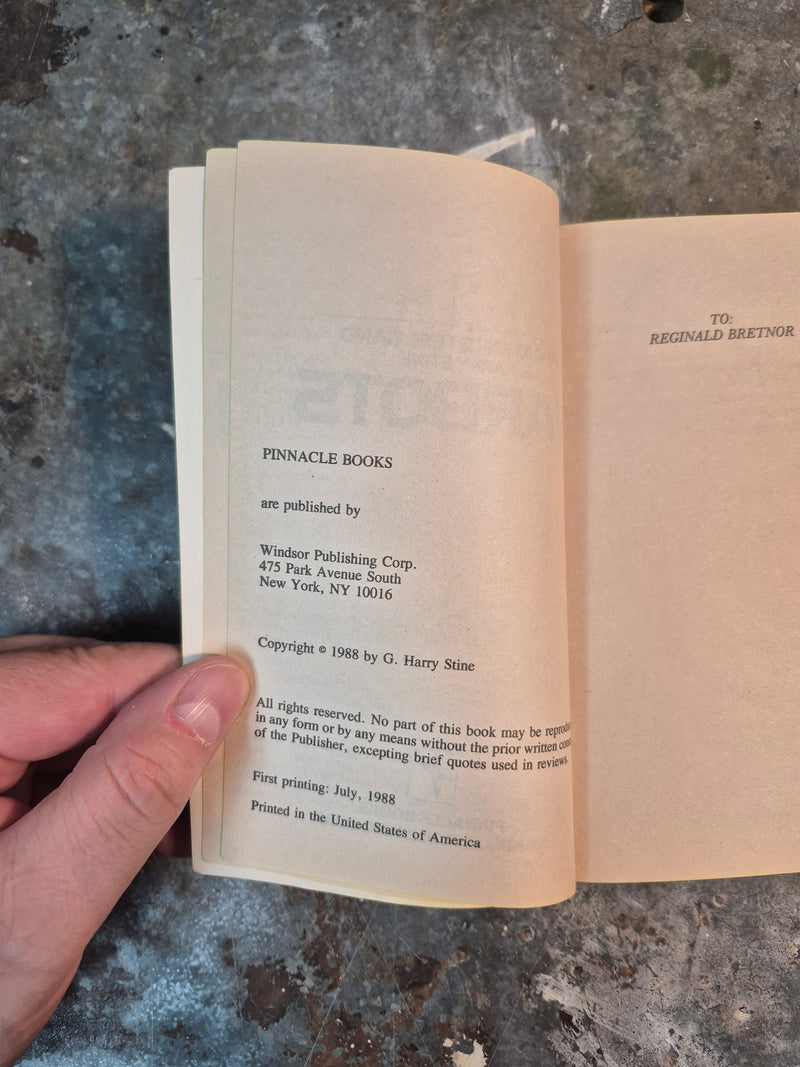 PINNACLE BOOKS
are published by
Windsor Publishing Corp.
475 Park Avenue South
New York, NY 10016
Copyright © 1988 by G. Harry Stine
All rights reserved. No part of this book may be
in any form or by any means without the prior written
of the Publisher, excepting brief quotes used in reviews.
First printing: July, 1988
Printed in the United States of America
TO:
REGINALD BRETNOR